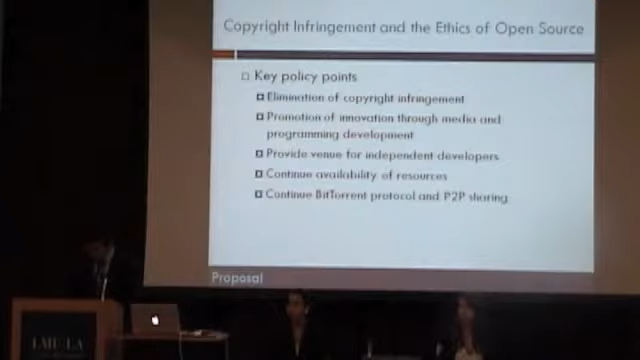 Copyright Infringement and the Ethics of Open Source
Key policy points
Elimination of copyright infringement
Promotion of innovation through media and
programming development
Provide venue for independent developers
Continue availability of resources
Continue BitTorrent protocol and P2P sharing
Proposal
LMU LA